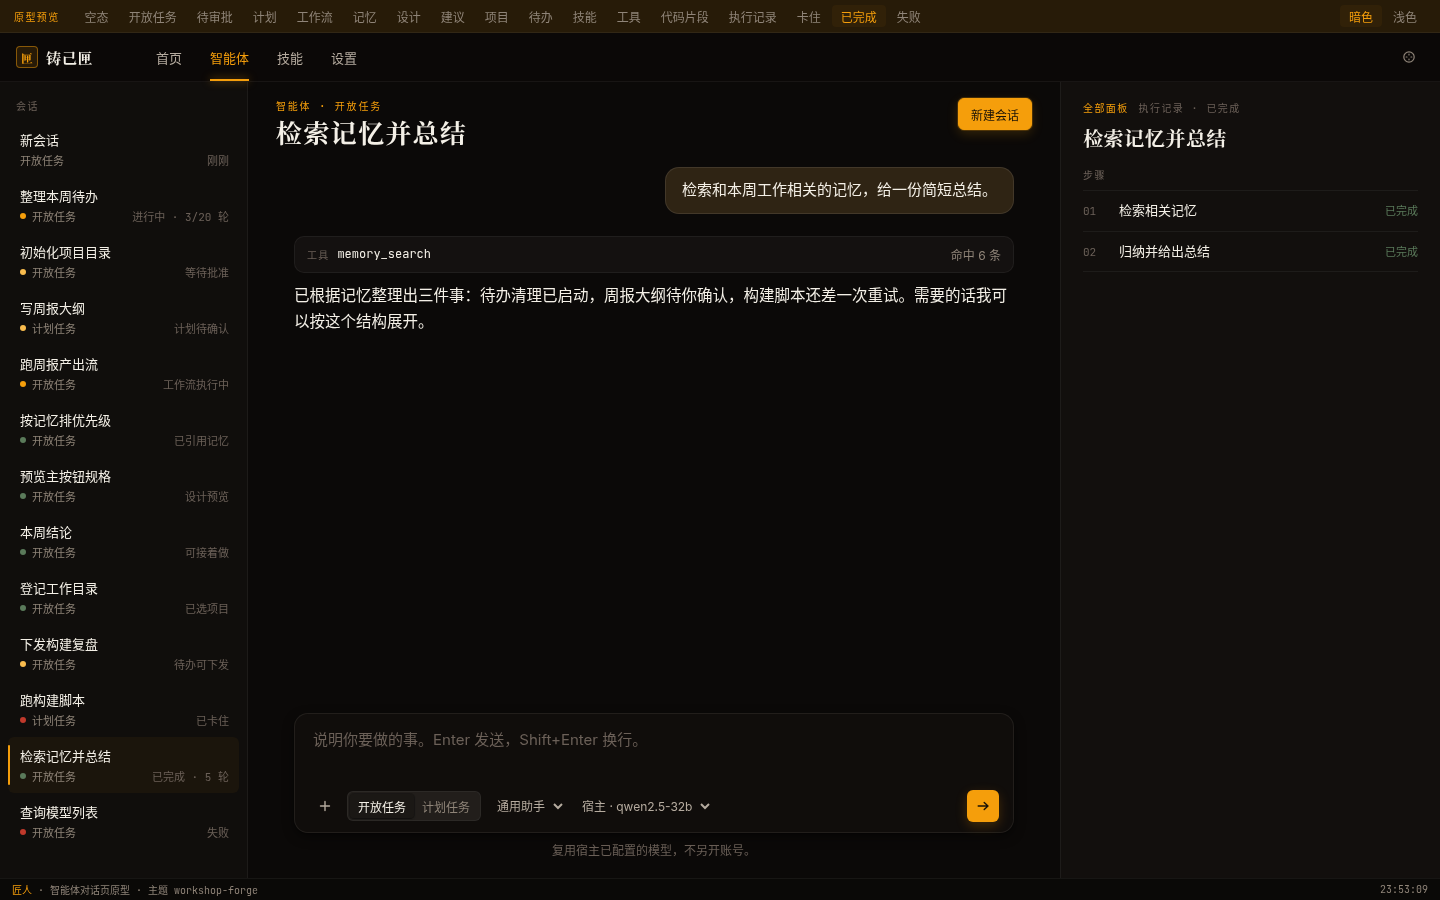 原型预览 空态 开放任务 待审批 计划 工作流 记忆 设计 建议 项目 待办 技能 工具 代码片段 执行记录 卡住 已完成 失败 暗色 浅色
匠 铸己匣 首页 智能体 技能 设置
会话
新会话
开放任务 刚刚
整理本周待办
开放任务 进行中 · 3/20 轮
初始化项目目录
开放任务 等待批准
写周报大纲
计划任务 计划待确认
跑周报产出流
开放任务 工作流执行中
按记忆排优先级
开放任务 已引用记忆
预览主按钮规格
开放任务 设计预览
本周结论
开放任务 可接着做
登记工作目录
开放任务 已选项目
下发构建复盘
开放任务 待办可下发
跑构建脚本
计划任务 已卡住
检索记忆并总结
开放任务 已完成 · 5 轮
查询模型列表
开放任务 失败
智能体 · 开放任务
检索记忆并总结
新建会话
检索和本周工作相关的记忆，给一份简短总结。
工具 memory_search 命中 6 条
已根据记忆整理出三件事：待办清理已启动，周报大纲待你确认，构建脚本还差一次重试。需要的话我可
以按这个结构展开。
说明你要做的事。Enter 发送，Shift+Enter 换行。
+ 开放任务 计划任务 通用助手 宿主 · qwen2.5-32b →
复用宿主已配置的模型，不另开账号。
全部面板 执行记录 · 已完成
检索记忆并总结
步骤
01 检索相关记忆 已完成
02 归纳并给出总结 已完成
匠人 · 智能体对话页原型 · 主题 workshop-forge 23:53:09